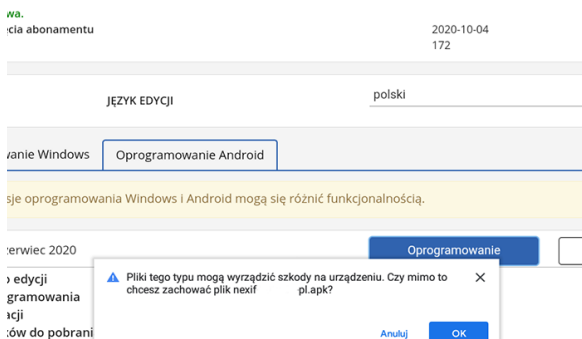 wa.
cia abonamentu 2020-10-04
172
JĘZYK EDYCJI polski
wanie Windows Oprogramowanie Android
sje oprogramowania Windows i Android mogą się różnić funkcjonalnością.
zerwiec 2020 Oprogramowanie
o edycji
gramowania
acji
ków do pobrani
Pliki tego typu mogą wyrządzić szkody na urządzeniu. Czy mimo to
chcesz zachować plik nexif pl.apk?
Anuluj OK